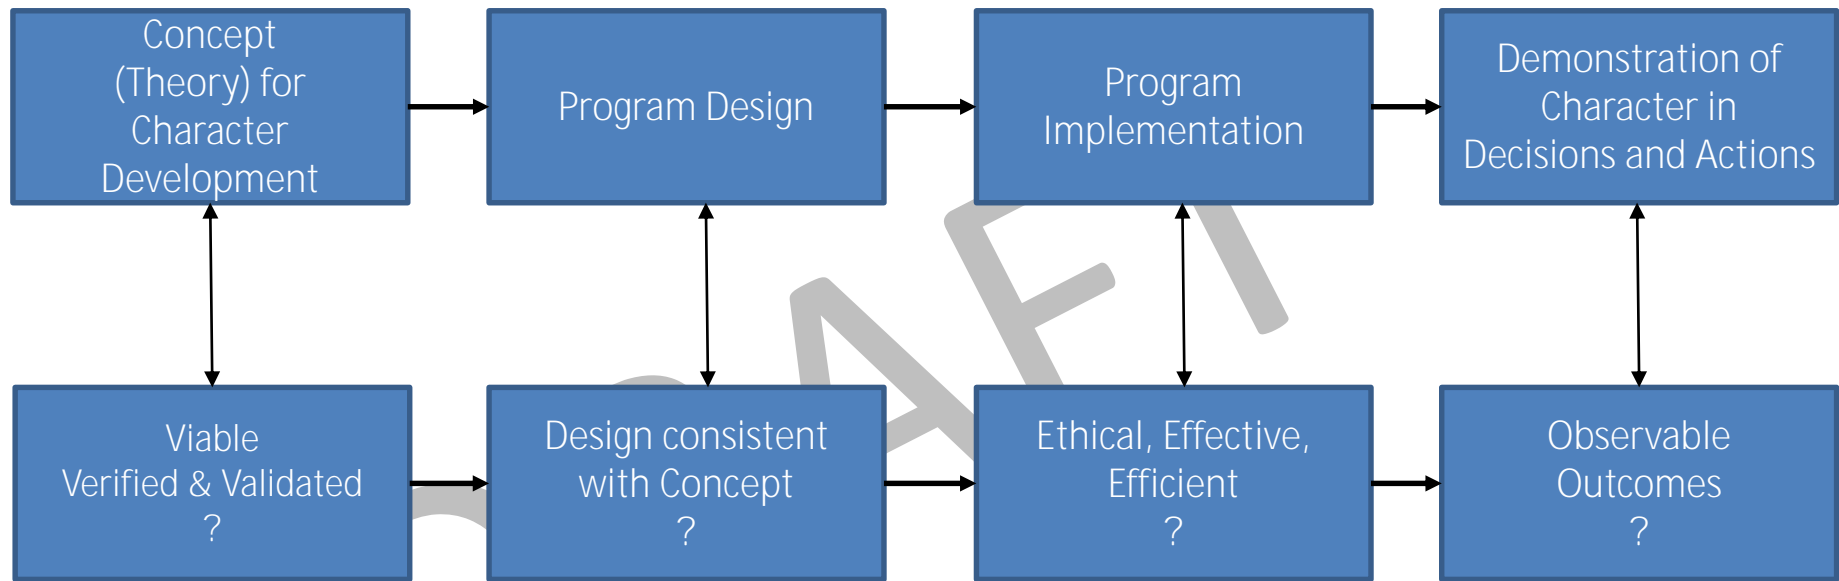 Concept
(Theory) for
Character
Development
Program Design
Program
Implementation
Demonstration of
Character in
Decisions and Actions
Viable
Verified & Validated
?
Design consistent
with Concept
?
Ethical, Effective,
Efficient
?
Observable
Outcomes
?
DRAFT